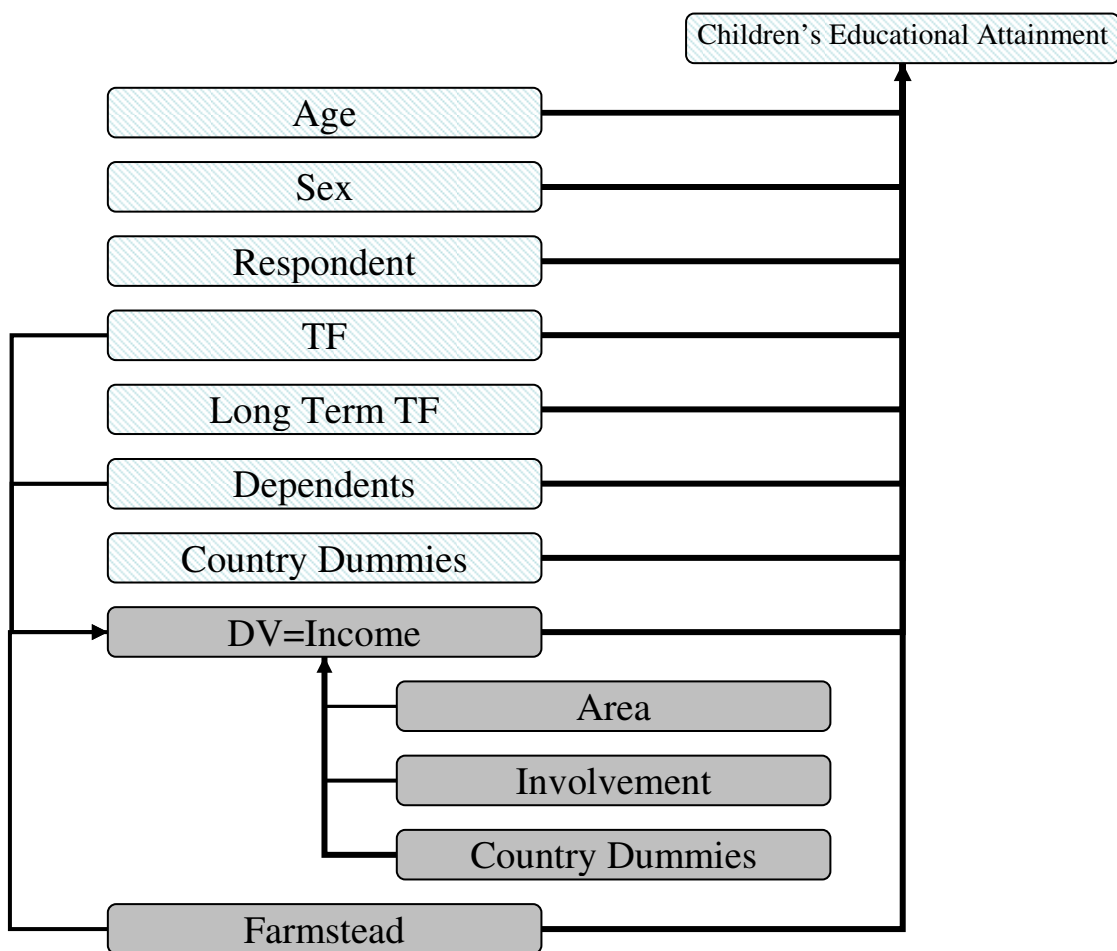 Children’s Educational Attainment
Age
Sex
Respondent
TF
Long Term TF
Dependents
Country Dummies
DV=Income
Area
Involvement
Country Dummies
Farmstead